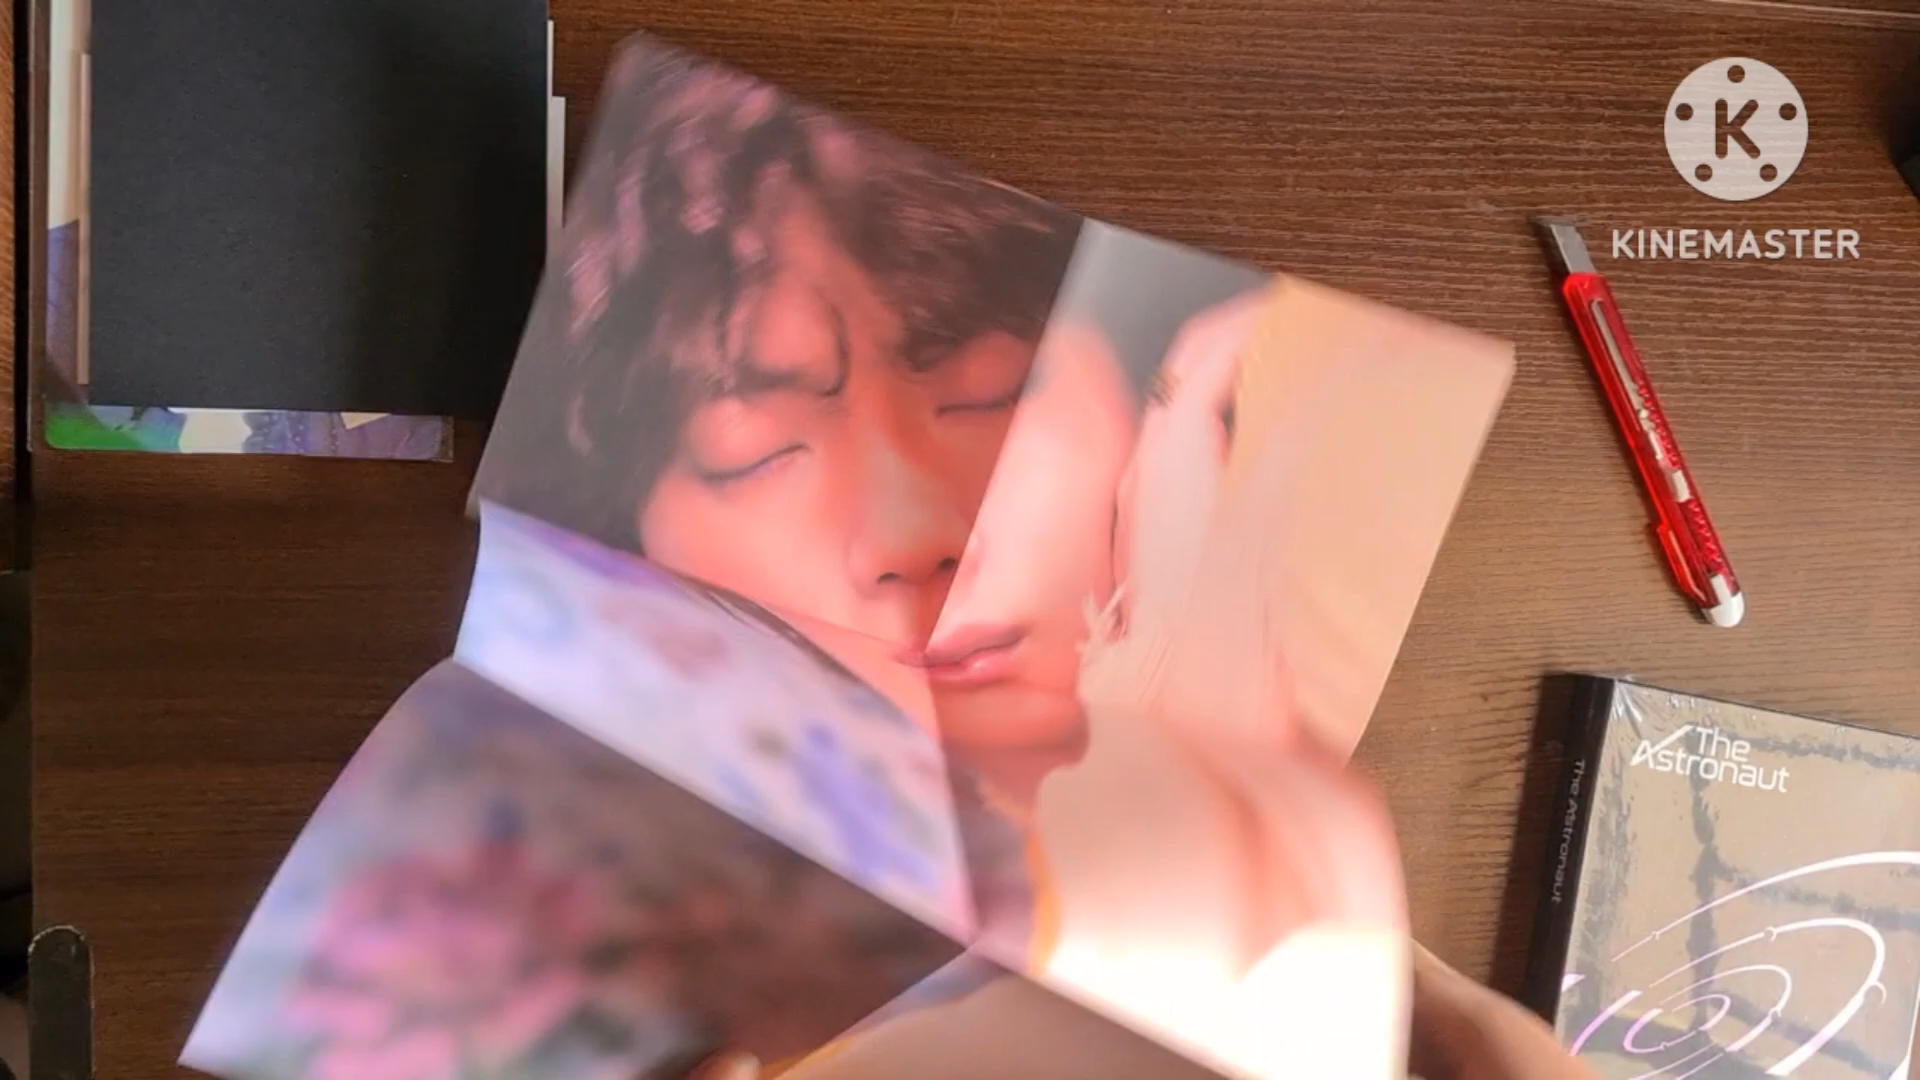 K
KINEMASTER
The
Astronaut
The Astronaut